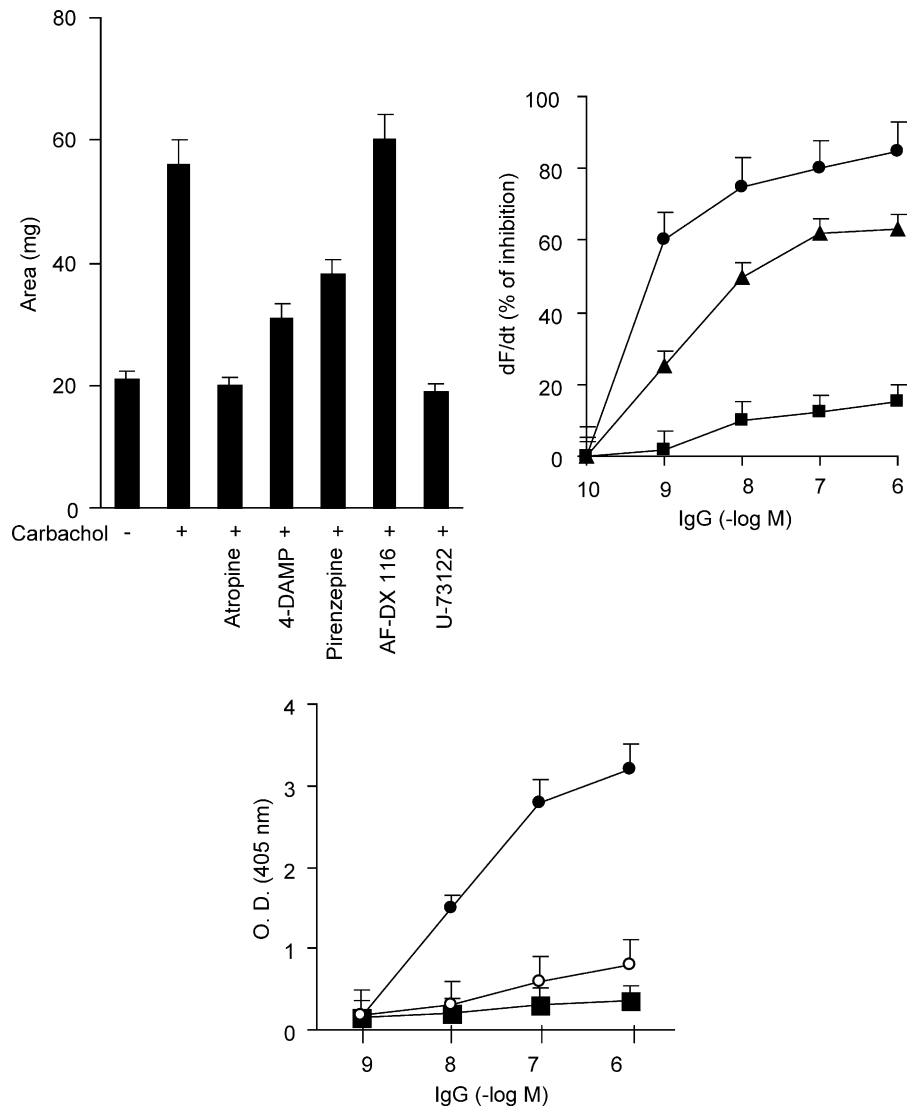 80
60
40
20
0
Area (mg)
Carbachol - + + + + + +
Atropine
4-DAMP
Pirenzepine
AF-DX 116
U-73122
100
80
60
40
20
0
dF/dt (% of inhibition)
10 9 8 7 6
IgG (-log M)
4
3
2
1
0
O. D. (405 nm)
9 8 7 6
IgG (-log M)